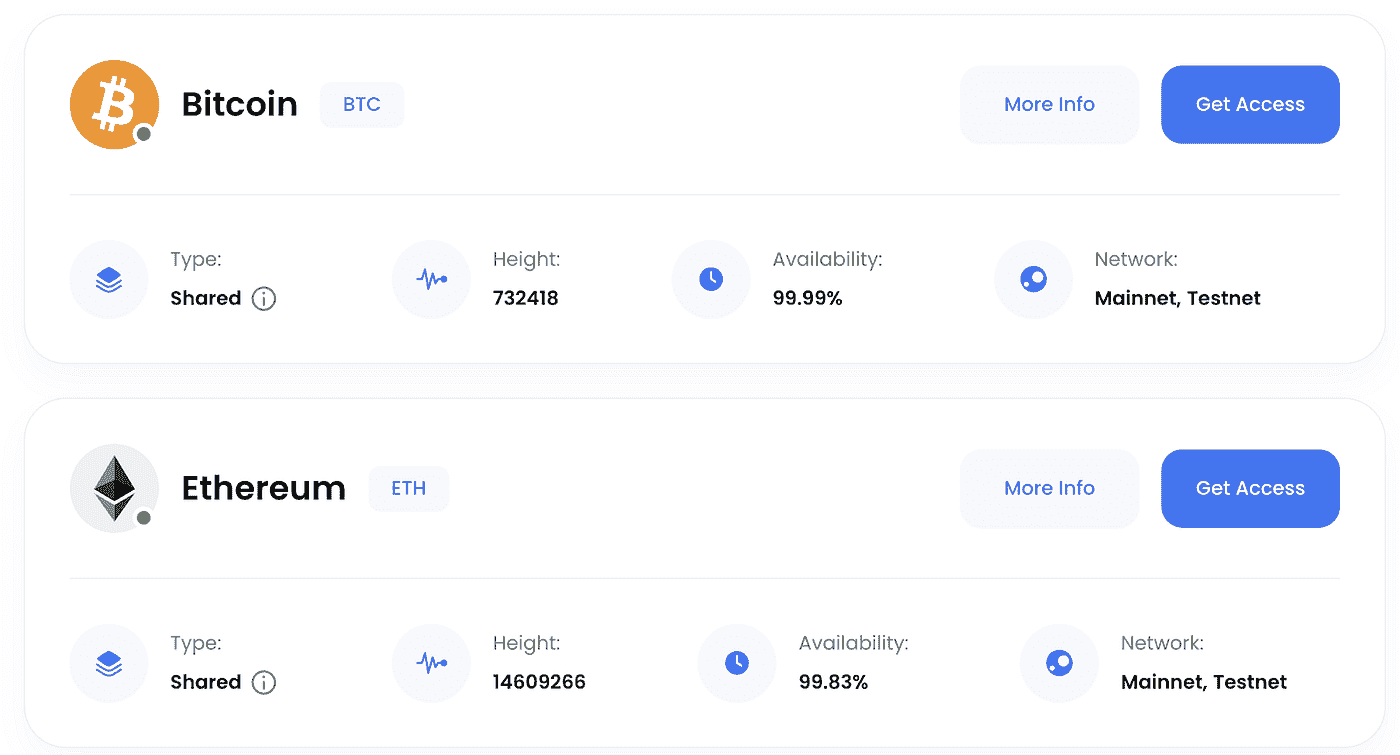 Bitcoin BTC More Info Get Access
Type: Height: Availability: Network:
Shared 732418 99.99% Mainnet, Testnet
Ethereum ETH More Info Get Access
Type: Height: Availability: Network:
Shared 14609266 99.83% Mainnet, Testnet